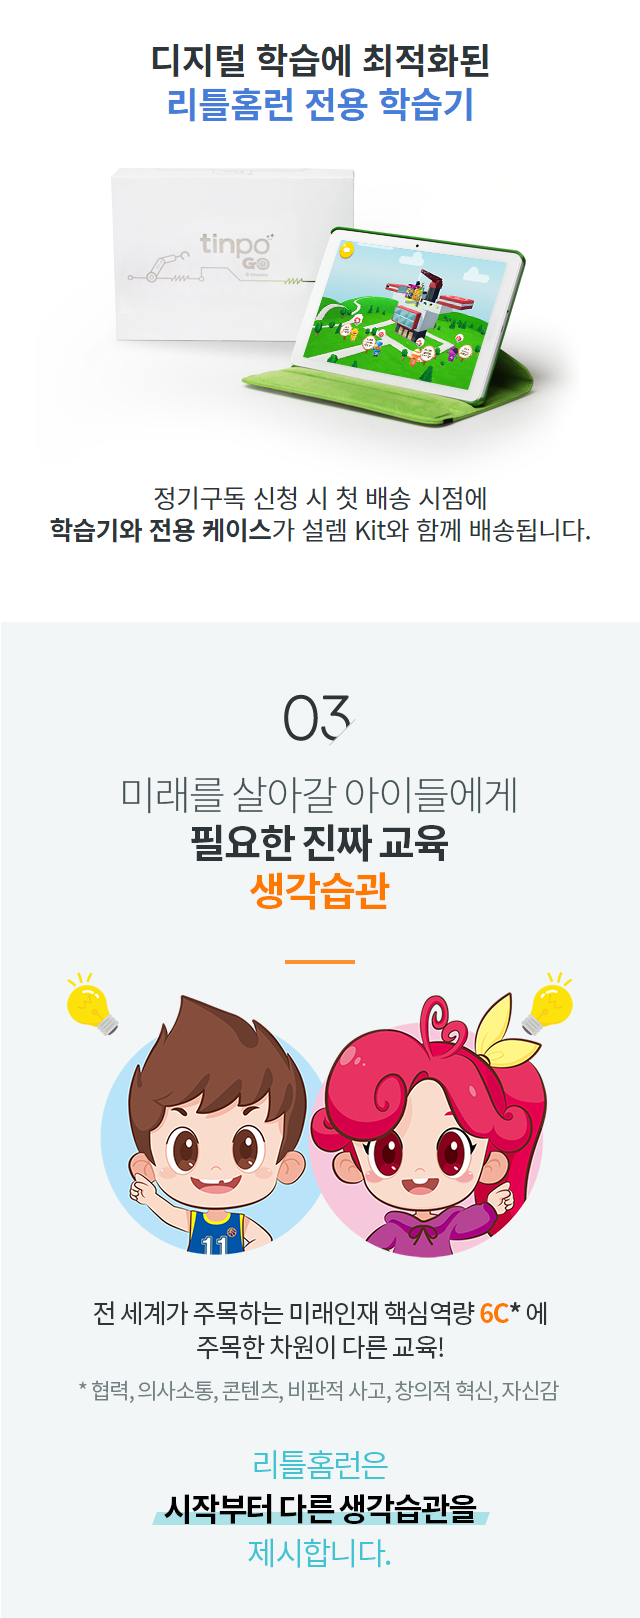 디지털 학습에 최적화된
리틀홈런 전용 학습기
tinpo
GO
정기구독 신청 시 첫 배송 시점에
학습기와 전용 케이스가 설렘 Kit와 함께 배송됩니다.
03
미래를 살아갈 아이들에게
필요한 진짜 교육
생각습관
11
전 세계가 주목하는 미래인재 핵심역량 6C* 에
주목한 차원이 다른 교육!
* 협력, 의사소통, 콘텐츠, 비판적 사고, 창의적 혁신, 자신감
리틀홈런은
시작부터 다른 생각습관을
제시합니다.